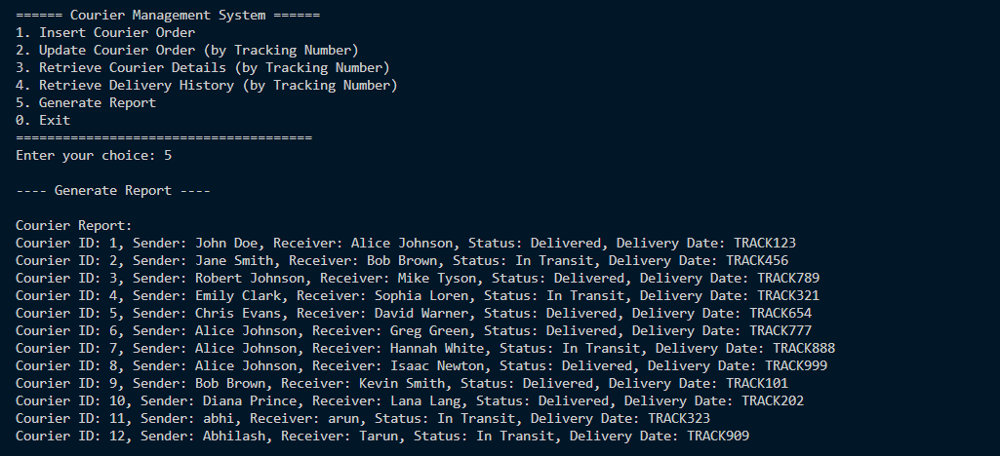 ====== Courier Management System ======
1. Insert Courier Order
2. Update Courier Order (by Tracking Number)
3. Retrieve Courier Details (by Tracking Number)
4. Retrieve Delivery History (by Tracking Number)
5. Generate Report
0. Exit
======================================
Enter your choice: 5
---- Generate Report ----
Courier Report:
Courier ID: 1, Sender: John Doe, Receiver: Alice Johnson, Status: Delivered, Delivery Date: TRACK123
Courier ID: 2, Sender: Jane Smith, Receiver: Bob Brown, Status: In Transit, Delivery Date: TRACK456
Courier ID: 3, Sender: Robert Johnson, Receiver: Mike Tyson, Status: Delivered, Delivery Date: TRACK789
Courier ID: 4, Sender: Emily Clark, Receiver: Sophia Loren, Status: In Transit, Delivery Date: TRACK321
Courier ID: 5, Sender: Chris Evans, Receiver: David Warner, Status: Delivered, Delivery Date: TRACK654
Courier ID: 6, Sender: Alice Johnson, Receiver: Greg Green, Status: Delivered, Delivery Date: TRACK777
Courier ID: 7, Sender: Alice Johnson, Receiver: Hannah White, Status: In Transit, Delivery Date: TRACK888
Courier ID: 8, Sender: Alice Johnson, Receiver: Isaac Newton, Status: Delivered, Delivery Date: TRACK999
Courier ID: 9, Sender: Bob Brown, Receiver: Kevin Smith, Status: Delivered, Delivery Date: TRACK101
Courier ID: 10, Sender: Diana Prince, Receiver: Lana Lang, Status: Delivered, Delivery Date: TRACK202
Courier ID: 11, Sender: abhi, Receiver: arun, Status: In Transit, Delivery Date: TRACK323
Courier ID: 12, Sender: Abhilash, Receiver: Tarun, Status: In Transit, Delivery Date: TRACK909